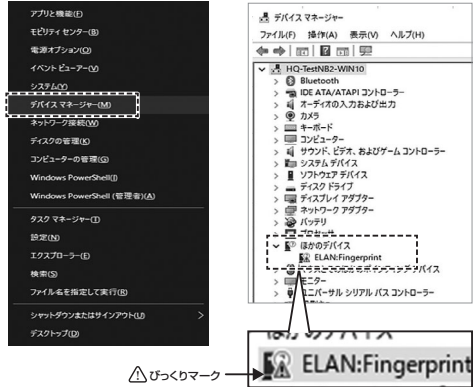 アプリと機能(F)
モビリティ センター(B)
電源オプション(O)
イベント ビューアー(V)
システム(Y)
デバイス マネージャー(M)
ネットワーク接続(W)
ディスクの管理(K)
コンピューターの管理(G)
Windows PowerShell(I)
Windows PowerShell (管理者)(A)
タスク マネージャー(T)
設定(N)
エクスプローラー(E)
検索(S)
ファイル名を指定して実行(R)
シャットダウンまたはサインアウト(U)
デスクトップ(D)
デバイス マネージャー
ファイル(F) 操作(A) 表示(V) ヘルプ(H)
HQ-TestNB2-WIN10
Bluetooth
IDE ATA/ATAPI コントローラー
オーディオの入力および出力
カメラ
キーボード
コンピューター
サウンド、ビデオ、およびゲーム コントローラー
システム デバイス
ソフトウェア デバイス
ディスク ドライブ
ディスプレイ アダプター
ネットワーク アダプター
バッテリ
プロセッサ
ほかのデバイス
ELAN:Fingerprint
モニター
ユニバーサル シリアル バス コントローラー
ほかのデバイス
ELAN:Fingerprint
びっくりマーク